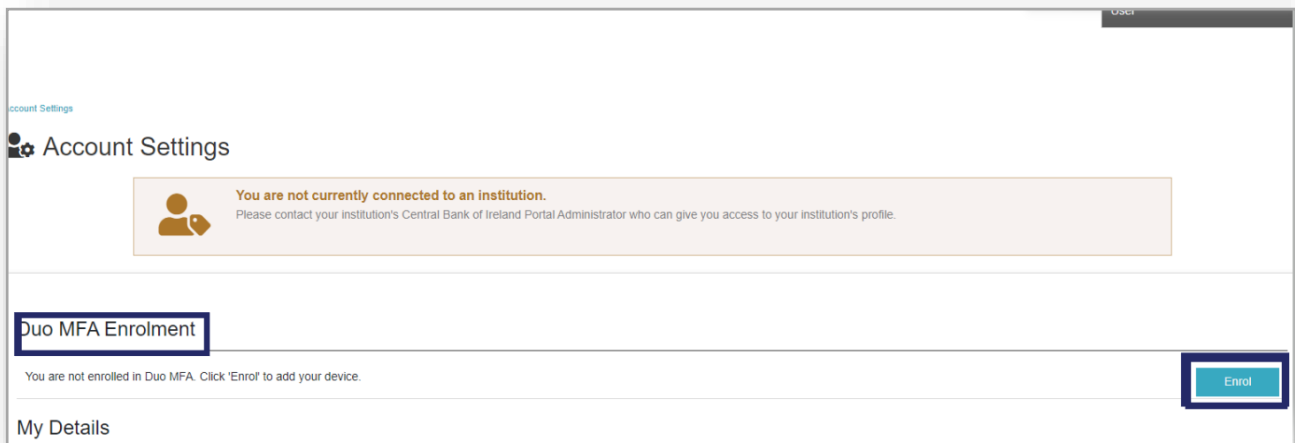 User
Account Settings
Account Settings
You are not currently connected to an institution.
Please contact your institution's Central Bank of Ireland Portal Administrator who can give you access to your institution's profile.
Duo MFA Enrolment
You are not enrolled in Duo MFA. Click 'Enrol' to add your device.
Enrol
My Details